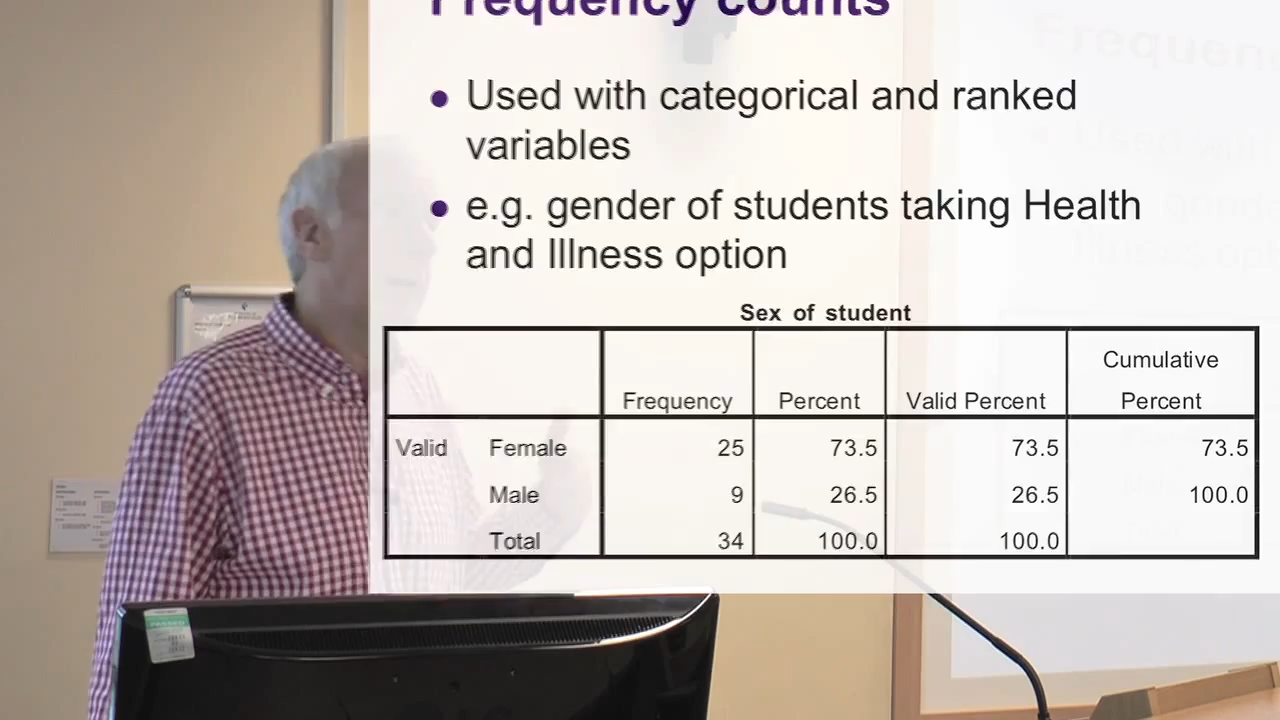 Frequency counts
Used with categorical and ranked
variables
e.g. gender of students taking Health
and Illness option
Sex of student
Frequency Percent Valid Percent Cumulative Percent
Valid Female 25 73.5 73.5 73.5
Male 9 26.5 26.5 100.0
Total 34 100.0 100.0
PASSED